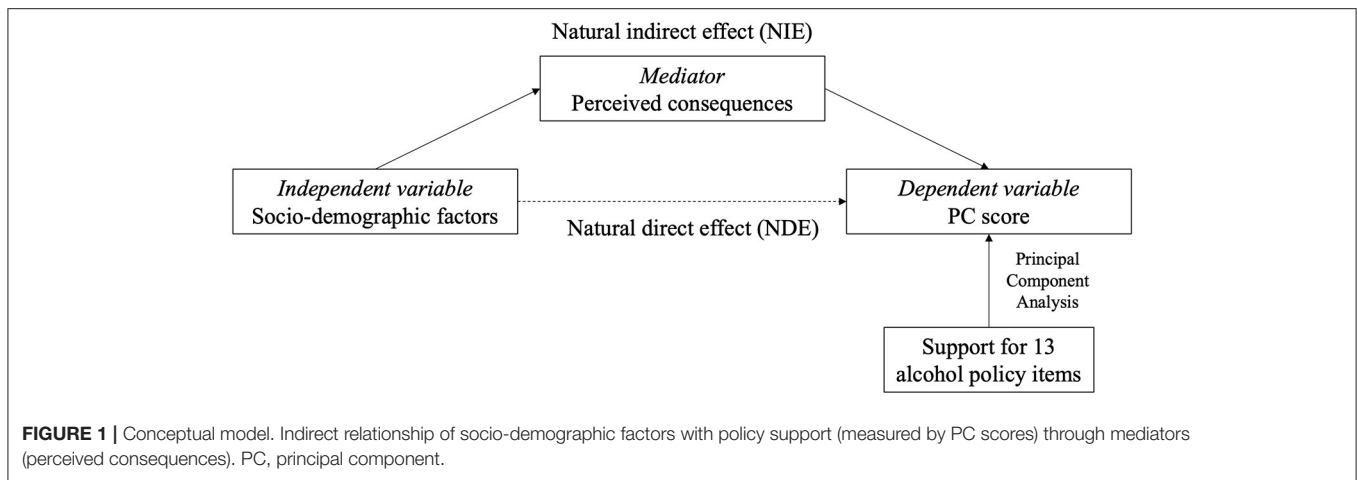 Natural indirect effect (NIE)
Mediator
Perceived consequences
Independent variable
Socio-demographic factors
Dependent variable
PC score
Natural direct effect (NDE)
Principal
Component
Analysis
Support for 13
alcohol policy items
FIGURE 1 | Conceptual model. Indirect relationship of socio-demographic factors with policy support (measured by PC scores) through mediators
(perceived consequences). PC, principal component.